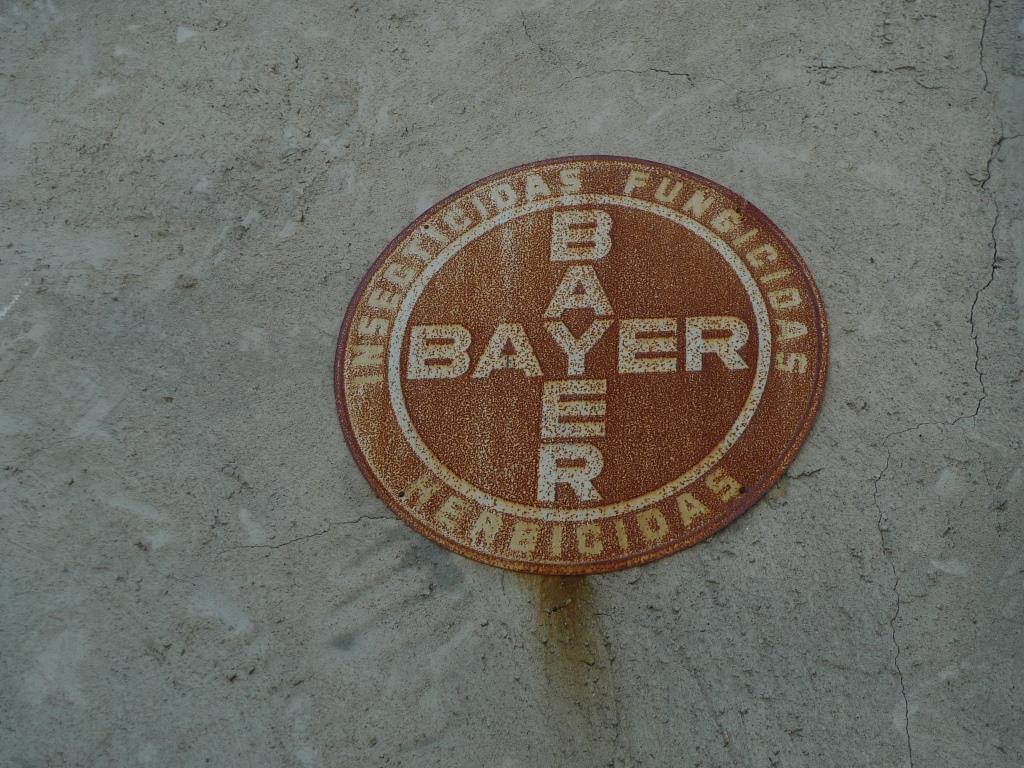 INSECTICIDAS FUNGICIDAS
BAYER
BAYER
HERBICIDAS